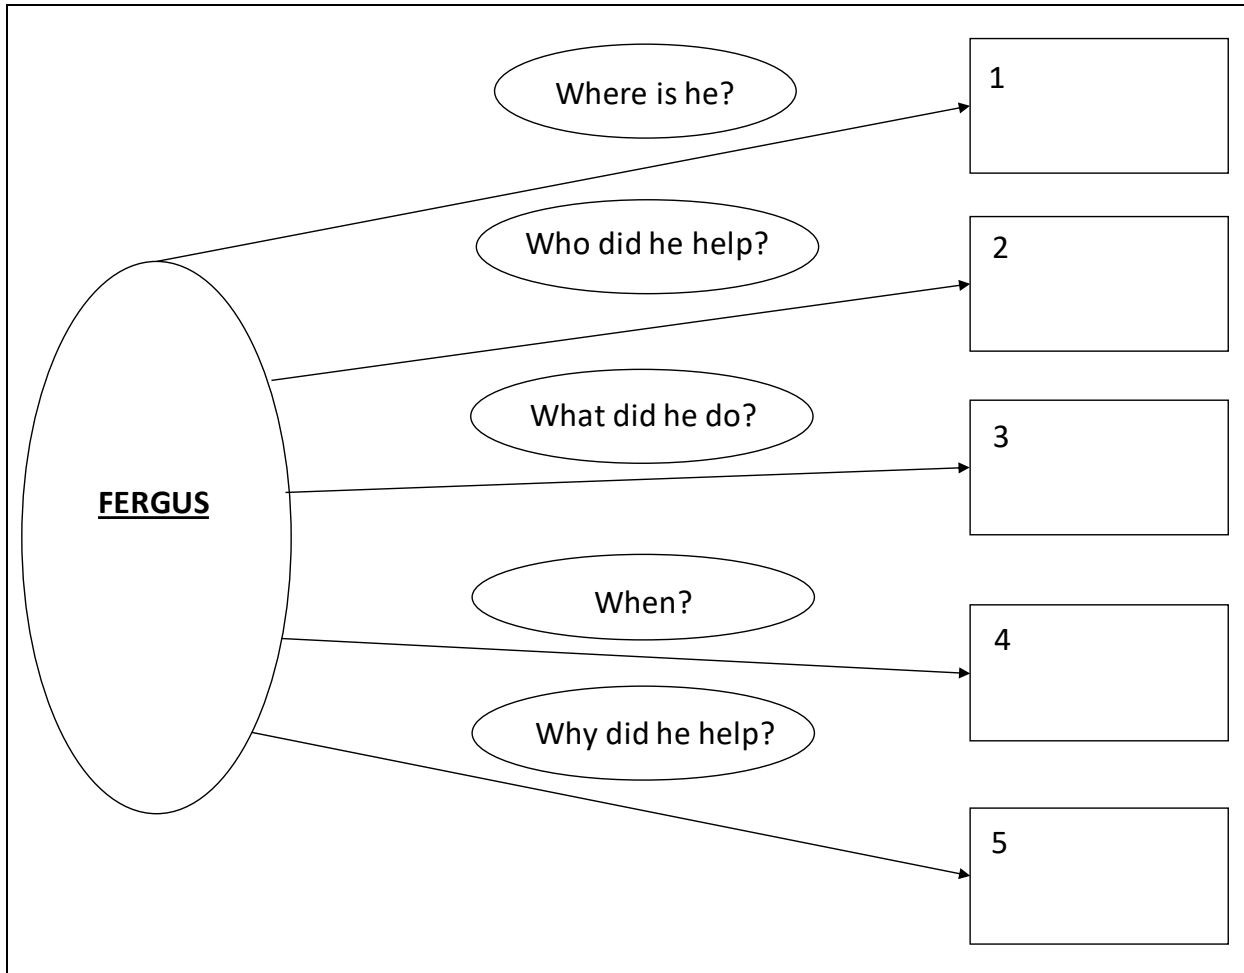 Where is he?
1
Who did he help?
2
What did he do?
3
FERGUS
When?
4
Why did he help?
5